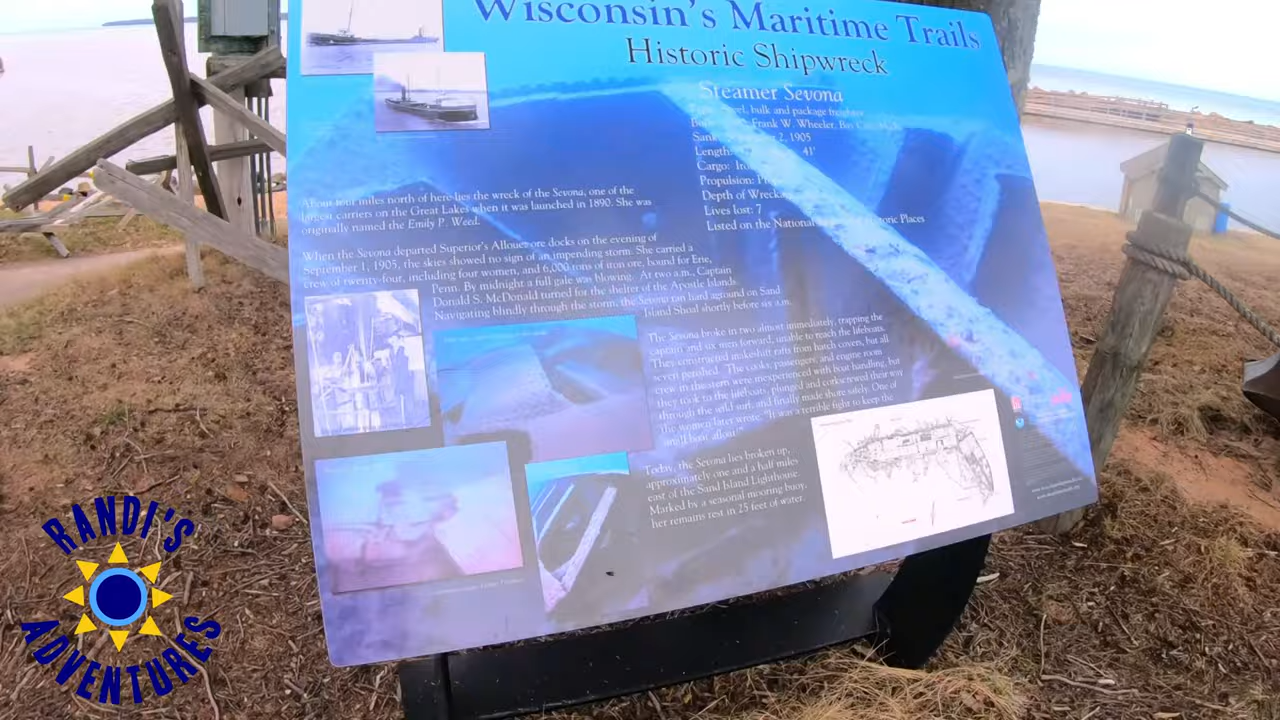 Wisconsin's Maritime Trails
Historic Shipwreck
Steamer Sevona
bulk and package freighter
Frank W. Wheeler, Bay City,
Sank 2, 1905
Length: 41'
Cargo:
Propulsion:
Depth of
Lives lost: 7
Listed on the National Historic Places
About four miles north of here lies the wreck of the Sevona, one of the
largest carriers on the Great Lakes when it was launched in 1890. She was
originally named the Emily P. Weed.
When the Sevona departed Superior's Allouez ore docks on the evening of
September 1, 1905, the skies showed no sign of an impending storm. She carried a
crew of twenty-four, including four women, and 6,000 tons of iron ore, bound for Erie,
Penn. By midnight a full gale was blowing. At two a.m., Captain
Donald S. McDonald turned for the shelter of the Apostle Islands.
Navigating blindly through the storm, the Sevona ran hard aground on Sand
Island Shoal shortly before six a.m.
The Sevona broke in two almost immediately, trapping the
captain and six men forward, unable to reach the lifeboats.
They constructed makeshift rafts from hatch covers, but all
seven perished. The cooks, passengers, and engine room
crew in the stern were inexperienced with boat handling, but
they took to the lifeboats, plunged and corkscrewed their way
through the wild surf, and finally made shore safely. One of
the women later wrote, "It was a terrible fight to keep the
small boat afloat."
Today, the Sevona lies broken up,
approximately one and a half miles
east of the Sand Island Lighthouse.
Marked by a seasonal mooring buoy,
her remains rest in 25 feet of water.
RANDI'S
ADVENTURES